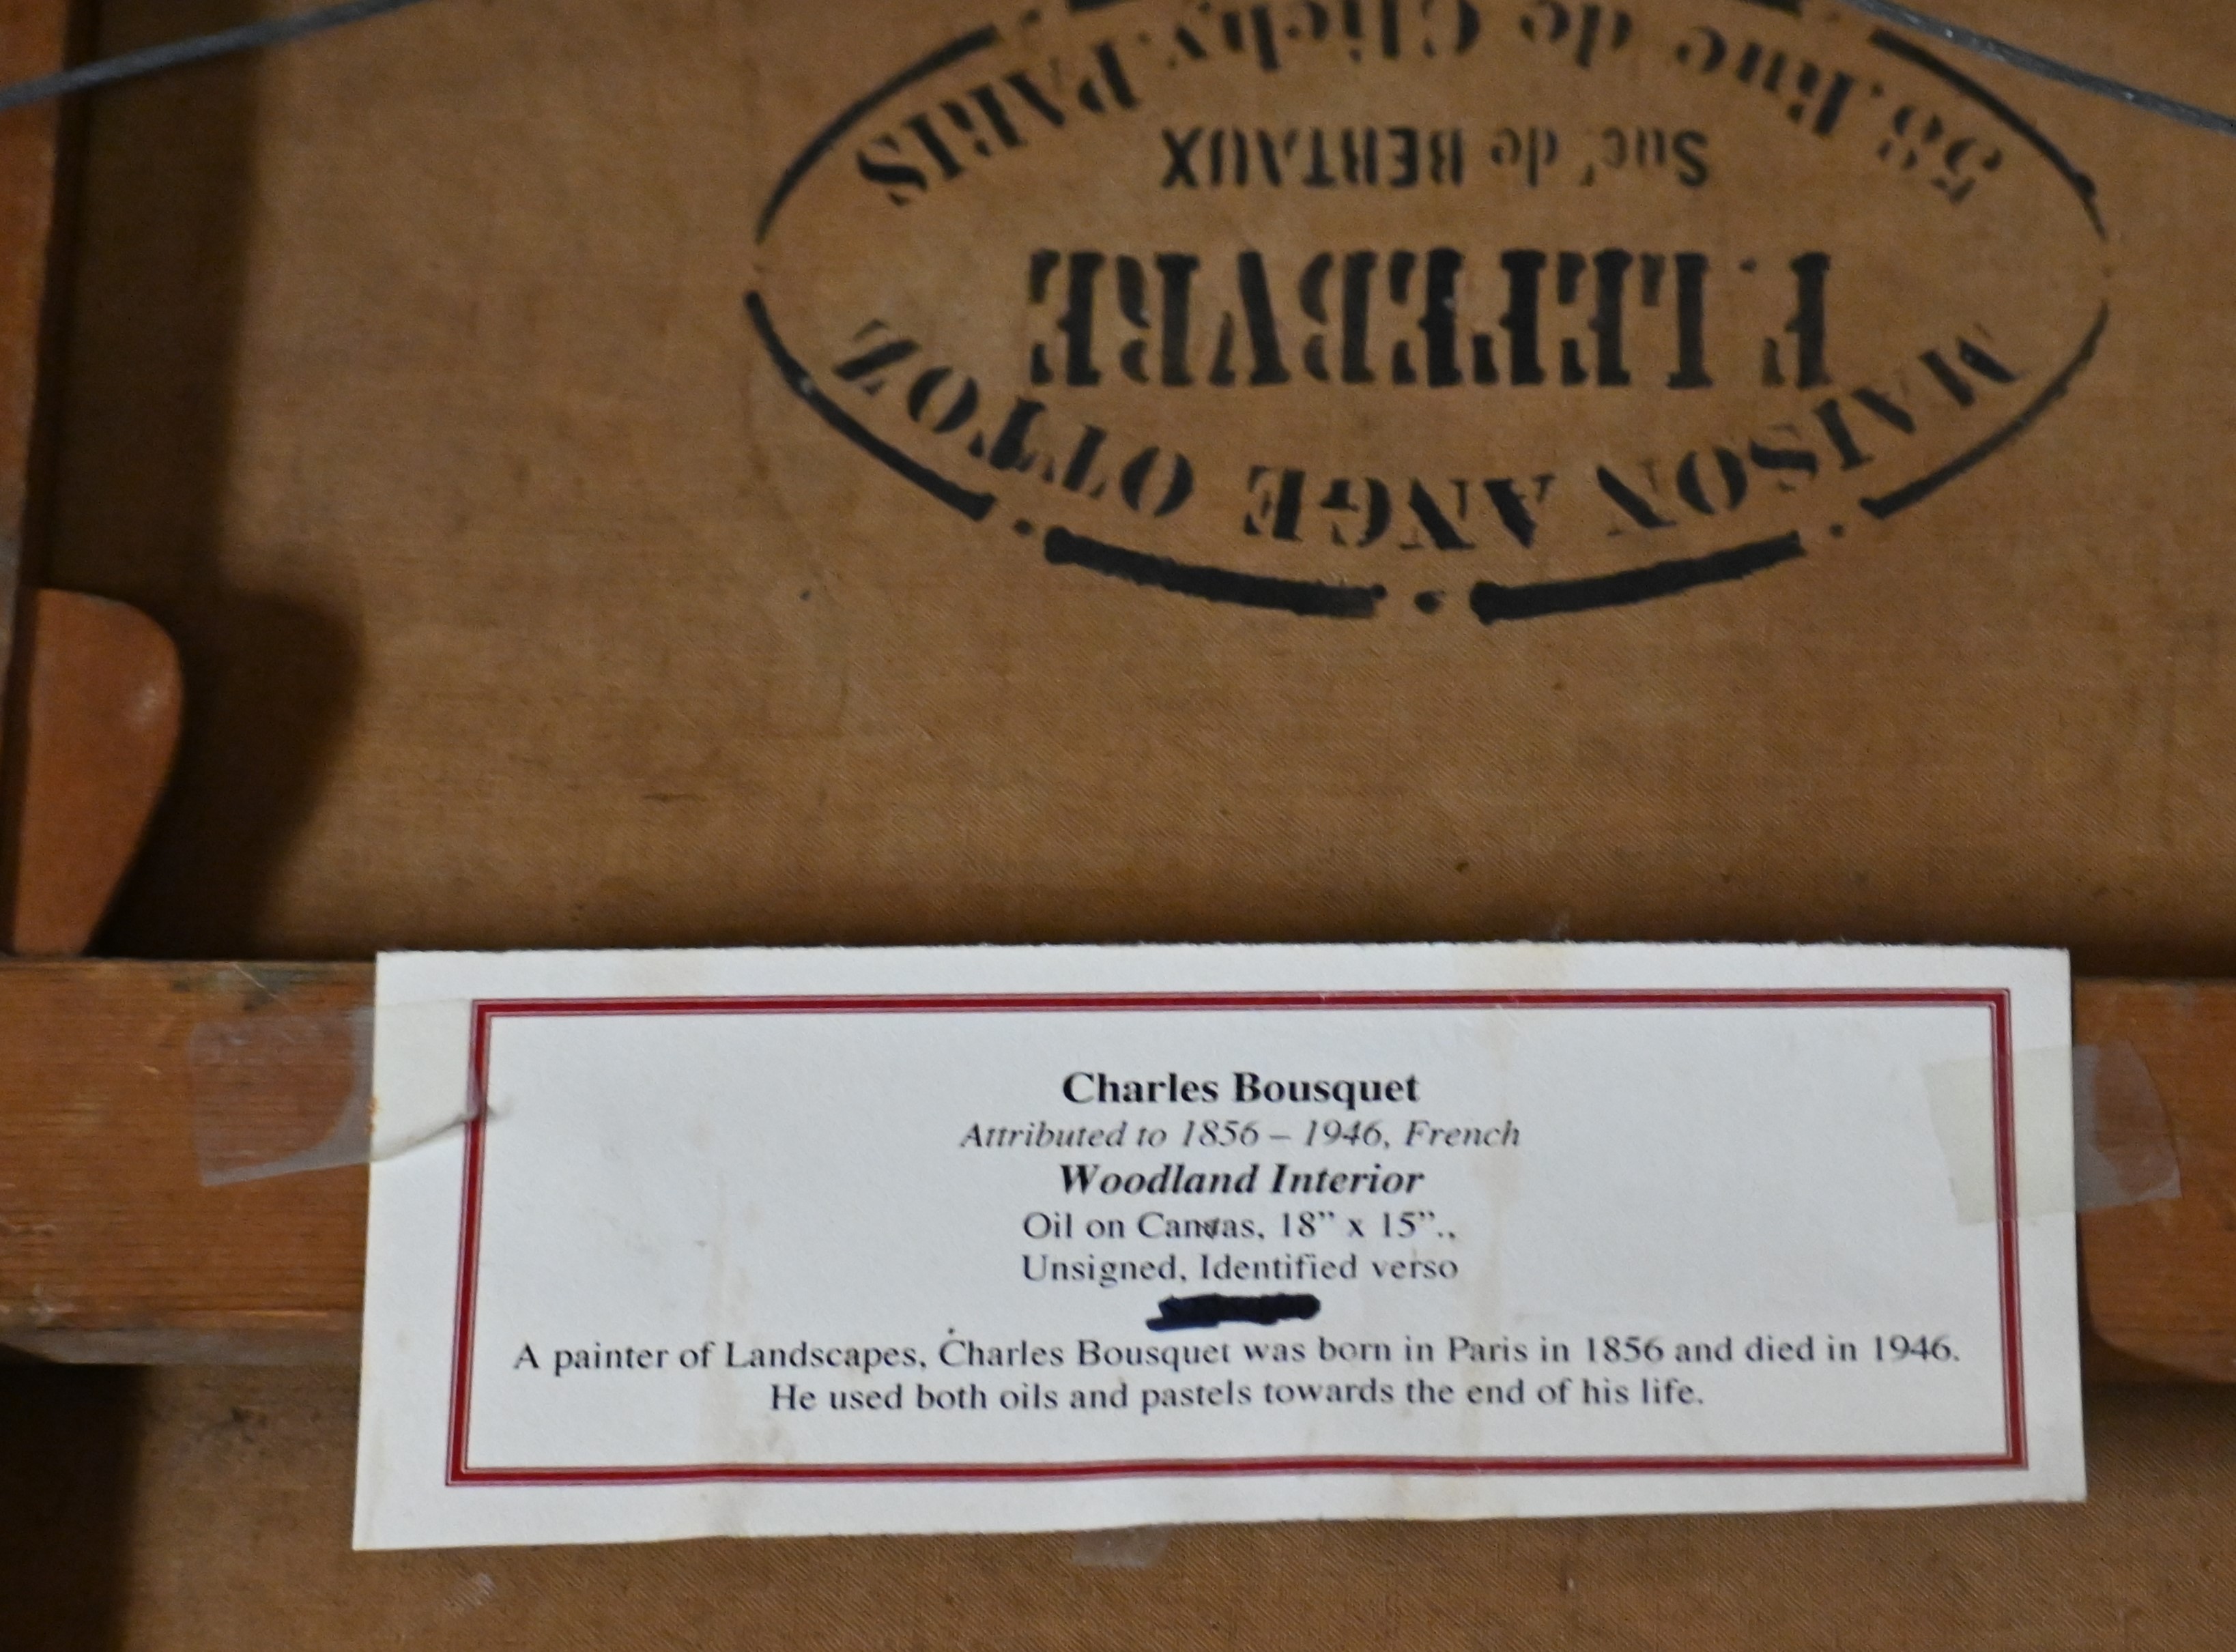 MAISON ANGE OTTOZ
F. LEFEBVRE
Sucr de BERTAUX
58, Rue de Clichy. PARIS
Charles Bousquet
Attributed to 1856 – 1946, French
Woodland Interior
Oil on Canvas, 18” x 15”.,
Unsigned, Identified verso
A painter of Landscapes, Charles Bousquet was born in Paris in 1856 and died in 1946.
He used both oils and pastels towards the end of his life.